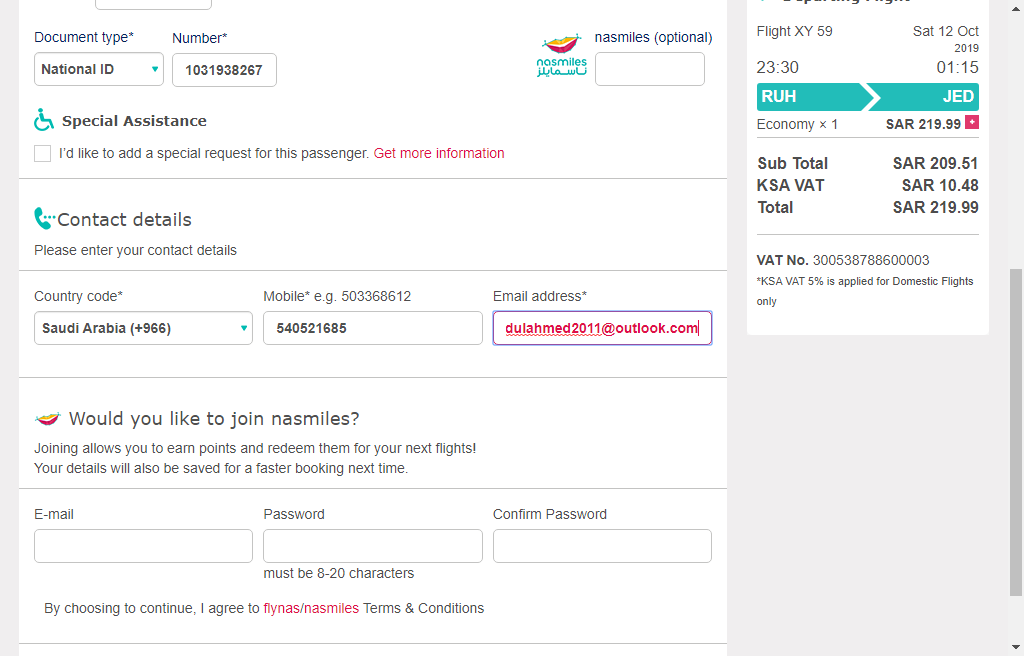 Document type*
Number*
nasmiles (optional)
National ID
1031938267
nasmiles
ناسمايلز
Special Assistance
I'd like to add a special request for this passenger. Get more information
Contact details
Please enter your contact details
Country code*
Mobile* e.g. 503368612
Email address*
Saudi Arabia (+966)
540521685
dulahmed2011@outlook.com
Would you like to join nasmiles?
Joining allows you to earn points and redeem them for your next flights!
Your details will also be saved for a faster booking next time.
E-mail
Password
Confirm Password
must be 8-20 characters
By choosing to continue, I agree to flynas/nasmiles Terms & Conditions
Departing Flight
Flight XY 59
Sat 12 Oct
2019
23:30
01:15
RUH
JED
Economy × 1
SAR 219.99 +
Sub Total
SAR 209.51
KSA VAT
SAR 10.48
Total
SAR 219.99
VAT No. 300538788600003
*KSA VAT 5% is applied for Domestic Flights
only